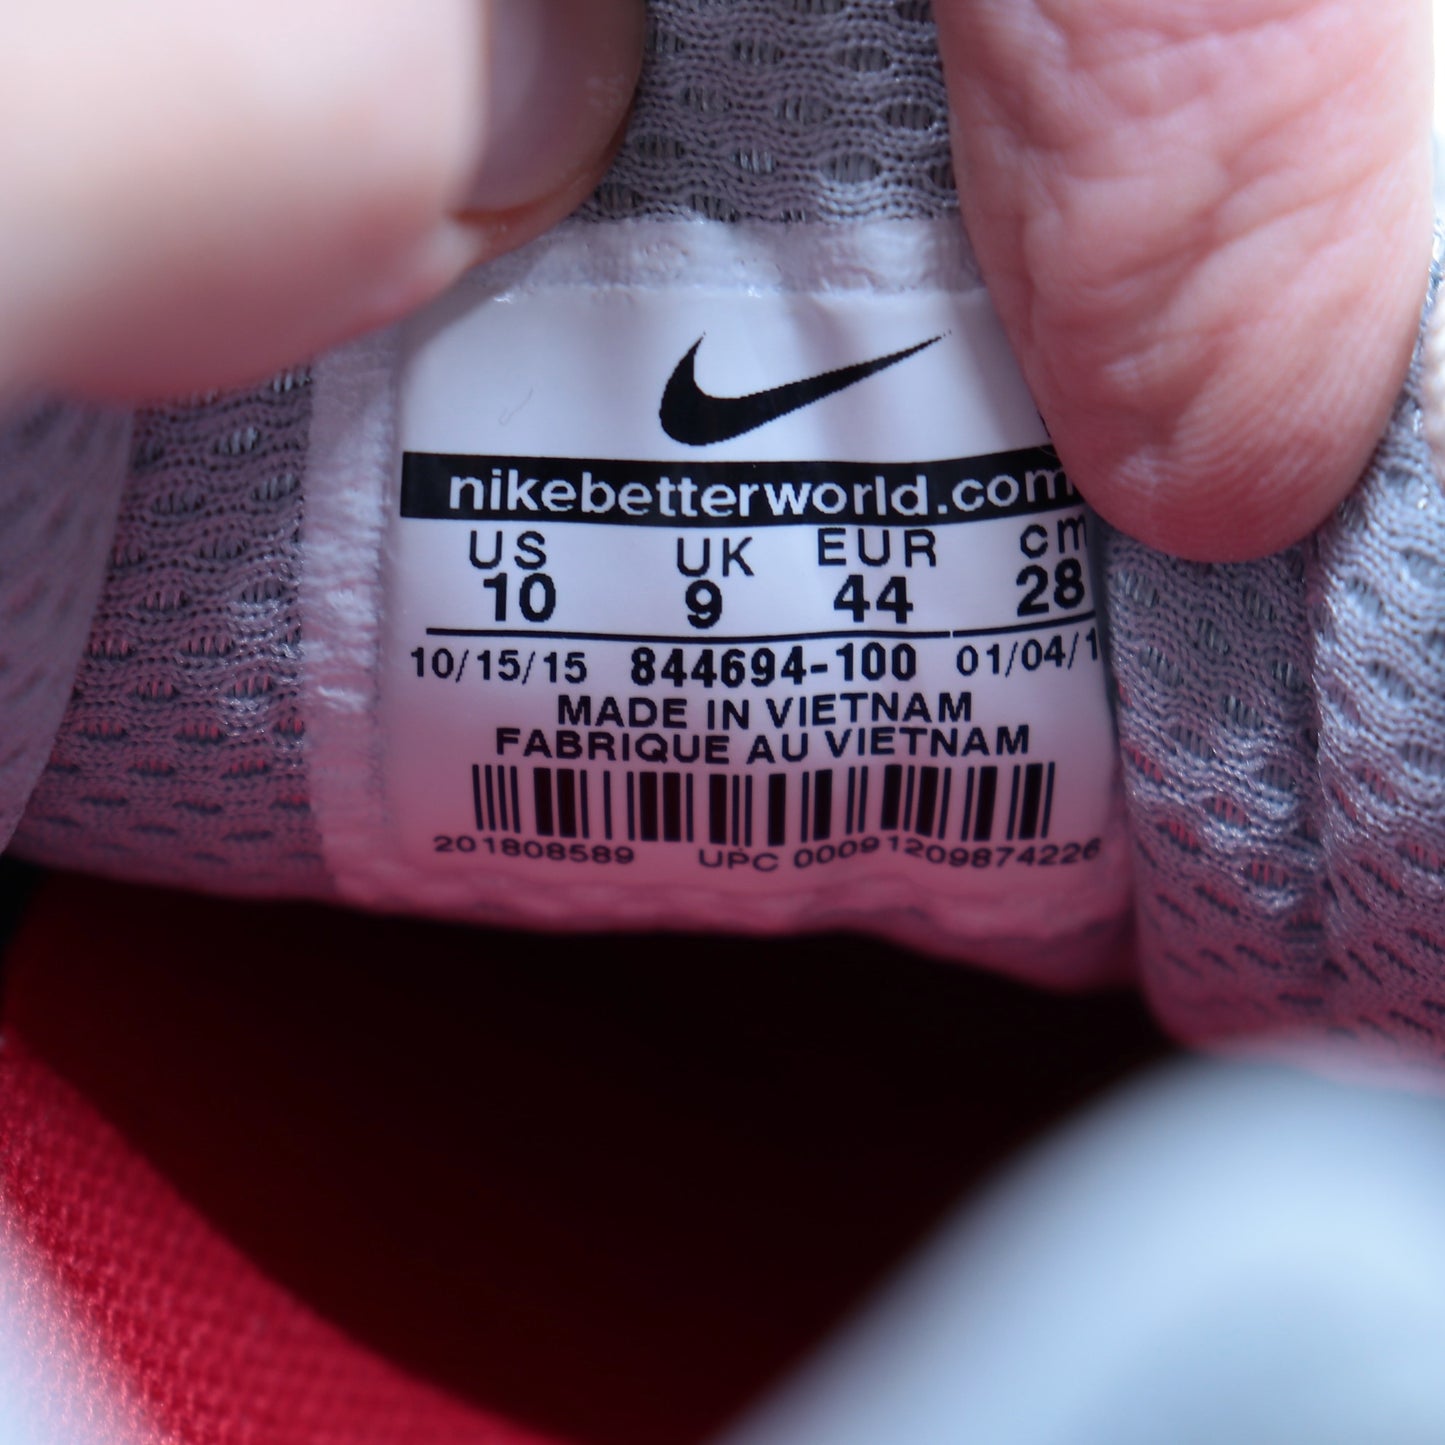 nikebetterworld.com
US UK EUR cm
10 9 44 28
10/15/15 844694-100 01/04/1
MADE IN VIETNAM
FABRIQUE AU VIETNAM
201808589 UPC 00091209874226